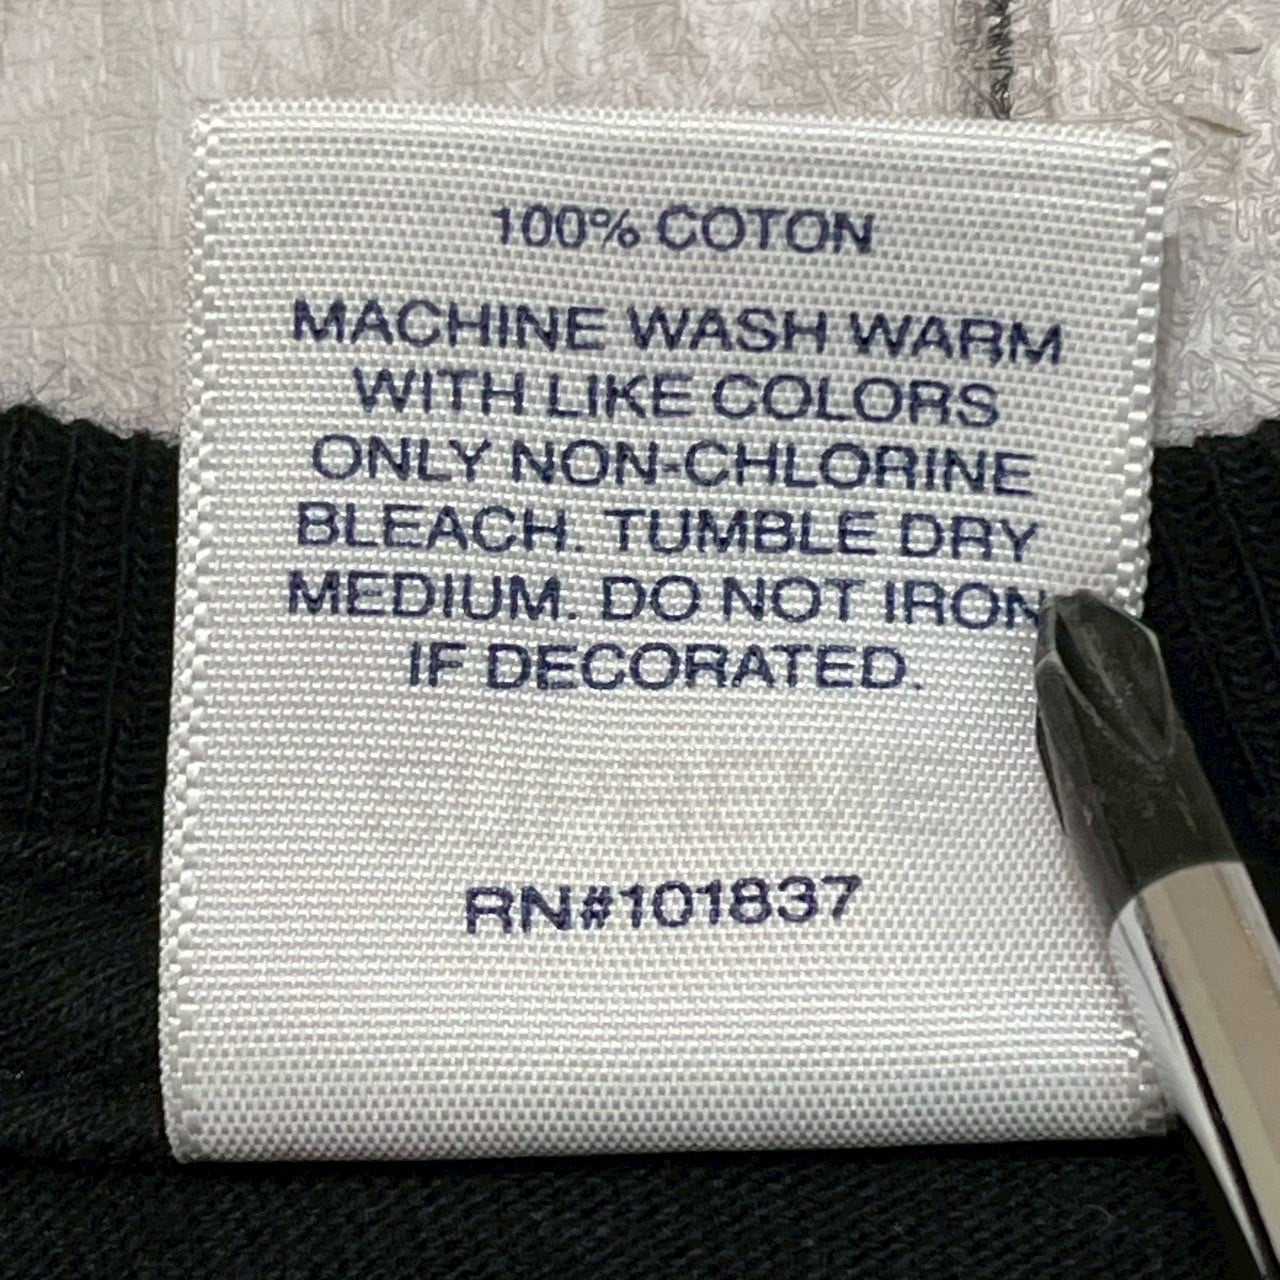 100% COTON
MACHINE WASH WARM
WITH LIKE COLORS
ONLY NON-CHLORINE
BLEACH. TUMBLE DRY
MEDIUM. DO NOT IRON
IF DECORATED.
RN#101837